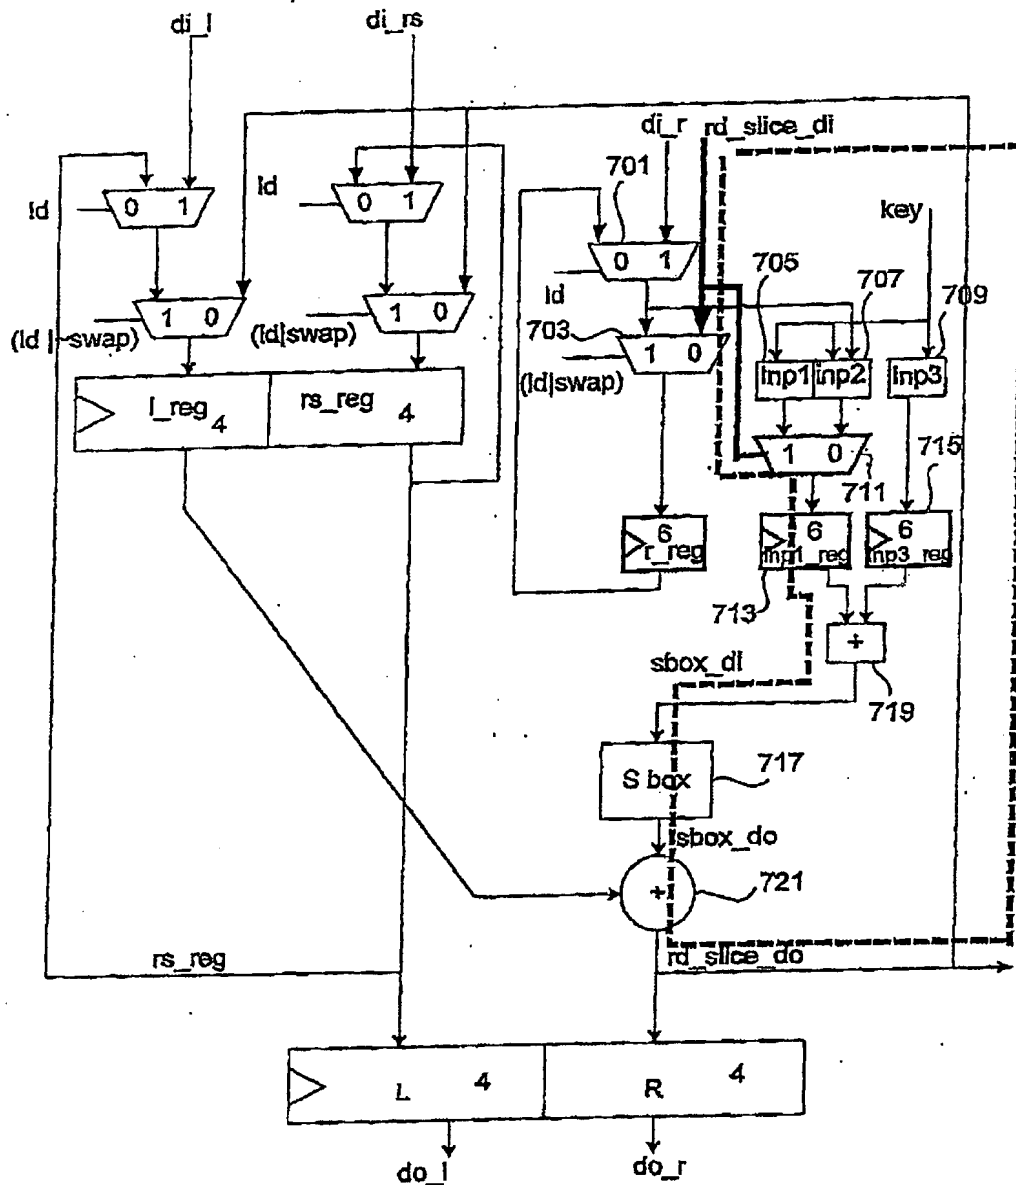 di_l di_rs
di_r rd_slice_di
701
ld 0 1
ld 0 1
0 1
key
ld
705 707 709
703
(ld | ~swap) 1 0
(ld|swap) 1 0
1 0
(ld|swap)
inp1 inp2 inp3
l_reg 4
rs_reg 4
1 0
711
715
6
r_reg
6
inp1_reg
6
inp3_reg
713
+
719
sbox_di
S box
717
sbox_do
+
721
rs_reg
rd_slice_do
L 4
R 4
do_l
do_r